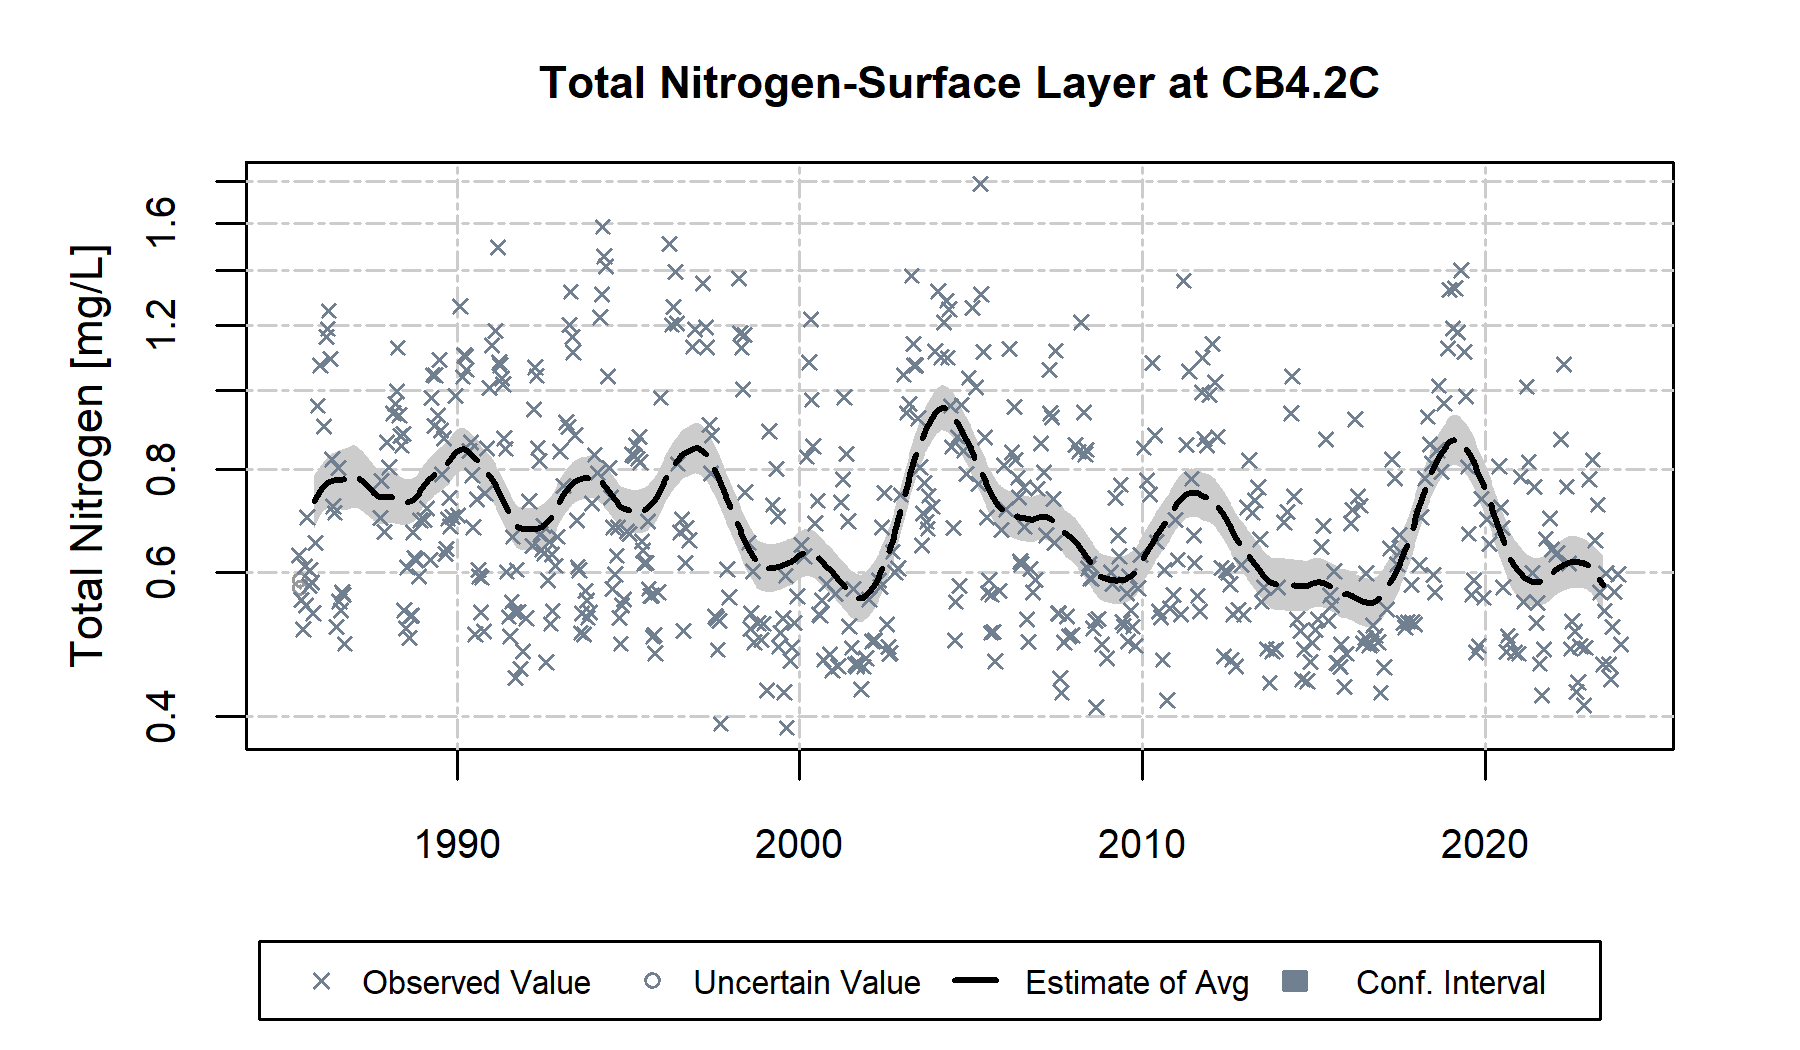 Total Nitrogen-Surface Layer at CB4.2C
Total Nitrogen [mg/L]
1.6
1.2
0.8
0.6
0.4
1990 2000 2010 2020
Observed Value Uncertain Value Estimate of Avg Conf. Interval